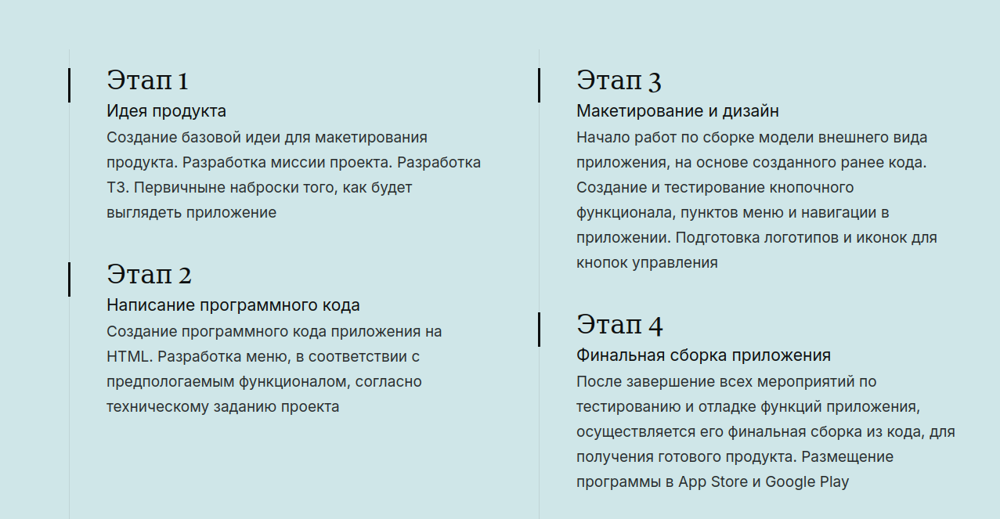 Этап 1
Идея продукта
Создание базовой идеи для макетирования
продукта. Разработка миссии проекта. Разработка
ТЗ. Первичныне наброски того, как будет
выглядеть приложение
Этап 2
Написание программного кода
Создание программного кода приложения на
HTML. Разработка меню, в соответствии с
предпологаемым функционалом, согласно
техническому заданию проекта
Этап 3
Макетирование и дизайн
Начало работ по сборке модели внешнего вида
приложения, на основе созданного ранее кода.
Создание и тестирование кнопочного
функционала, пунктов меню и навигации в
приложении. Подготовка логотипов и иконок для
кнопок управления
Этап 4
Финальная сборка приложения
После завершение всех мероприятий по
тестированию и отладке функций приложения,
осуществляется его финальная сборка из кода, для
получения готового продукта. Размещение
программы в App Store и Google Play